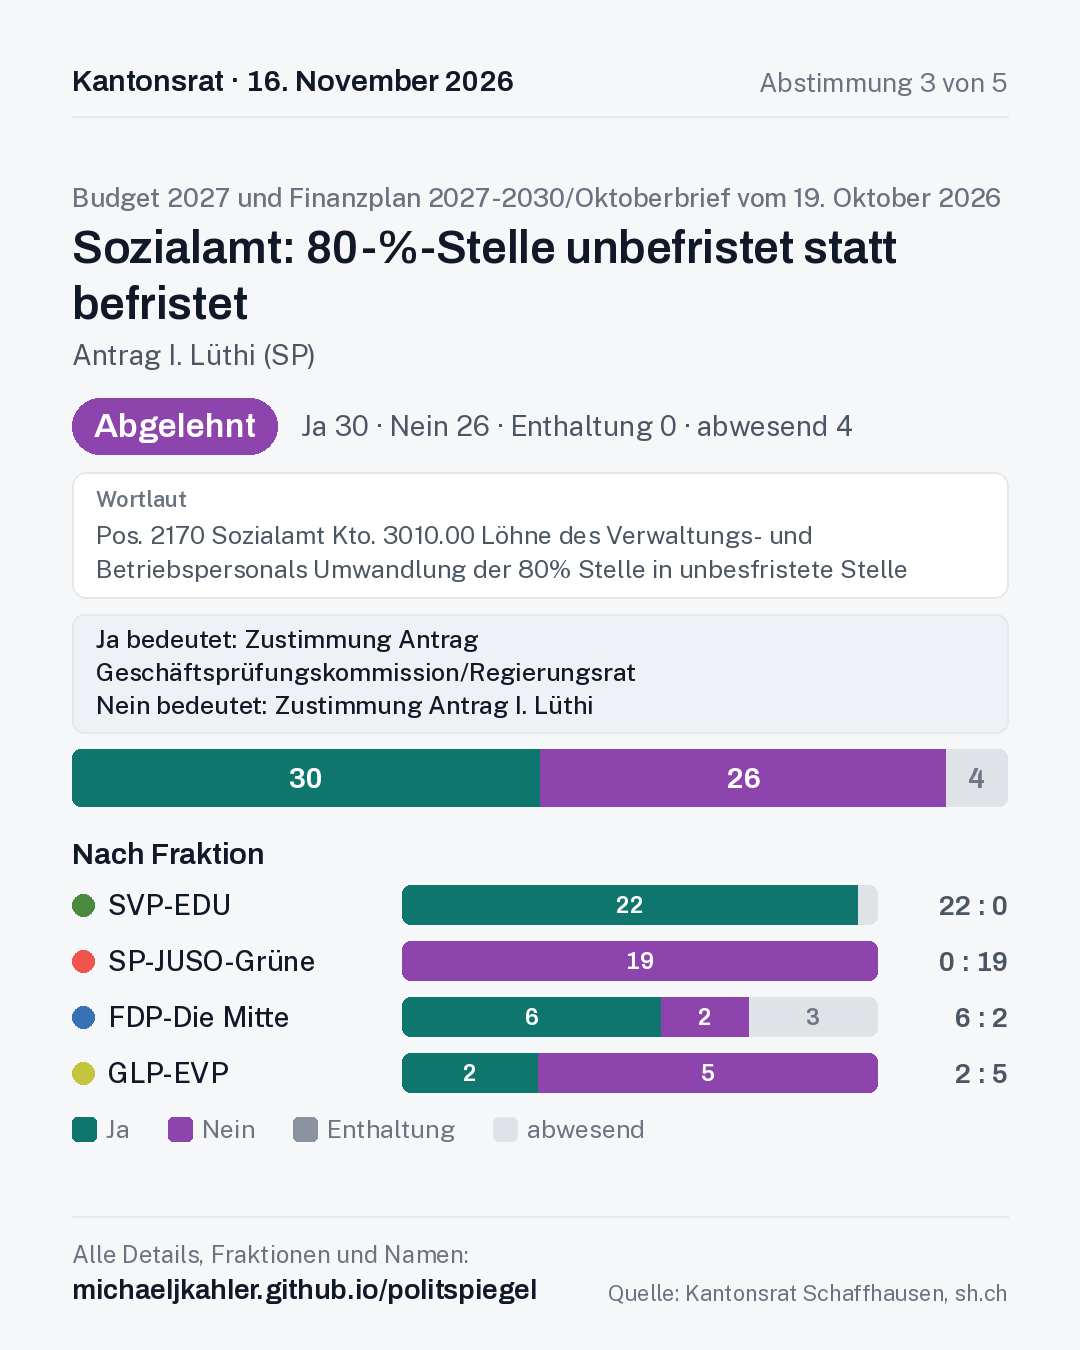 Kantonsrat · 16. November 2026
Abstimmung 3 von 5
Budget 2027 und Finanzplan 2027-2030/Oktoberbrief vom 19. Oktober 2026
Sozialamt: 80-%-Stelle unbefristet statt
befristet
Antrag I. Lüthi (SP)
Abgelehnt
Ja 30 · Nein 26 · Enthaltung 0 · abwesend 4
Wortlaut
Pos. 2170 Sozialamt Kto. 3010.00 Löhne des Verwaltungs- und
Betriebspersonals Umwandlung der 80% Stelle in unbesfristete Stelle
Ja bedeutet: Zustimmung Antrag
Geschäftsprüfungskommission/Regierungsrat
Nein bedeutet: Zustimmung Antrag I. Lüthi
30 26 4
Nach Fraktion
SVP-EDU 22 22 : 0
SP-JUSO-Grüne 19 0 : 19
FDP-Die Mitte 6 2 3 6 : 2
GLP-EVP 2 5 2 : 5
Ja Nein Enthaltung abwesend
Alle Details, Fraktionen und Namen:
michaeljkahler.github.io/politspiegel
Quelle: Kantonsrat Schaffhausen, sh.ch